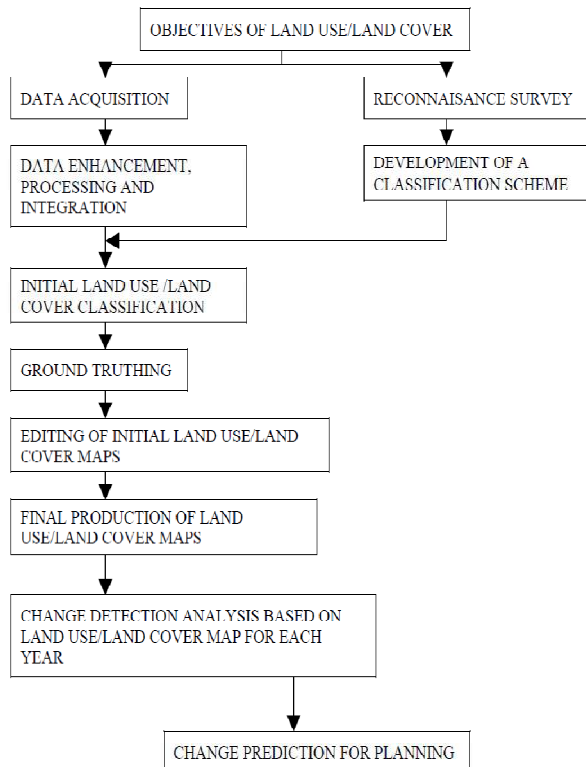 OBJECTIVES OF LAND USE/LAND COVER
DATA ACQUISITION
RECONNAISANCE SURVEY
DATA ENHANCEMENT,
PROCESSING AND
INTEGRATION
DEVELOPMENT OF A
CLASSIFICATION SCHEME
INITIAL LAND USE /LAND
COVER CLASSIFICATION
GROUND TRUTHING
EDITING OF INITIAL LAND USE/LAND
COVER MAPS
FINAL PRODUCTION OF LAND
USE/LAND COVER MAPS
CHANGE DETECTION ANALYSIS BASED ON
LAND USE/LAND COVER MAP FOR EACH
YEAR
CHANGE PREDICTION FOR PLANNING